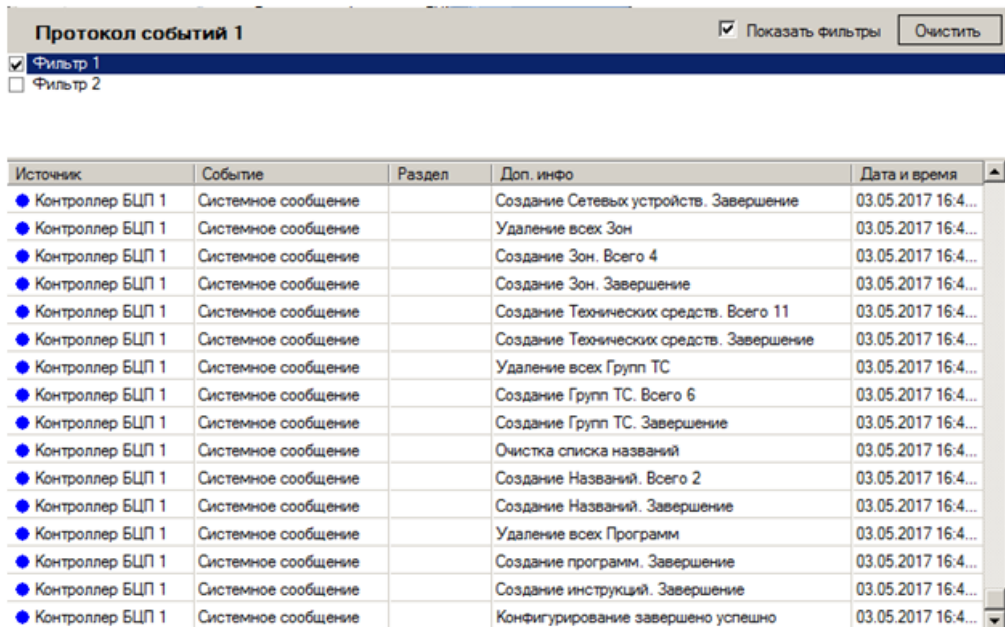 Протокол событий 1 Показать фильтры Очистить
Фильтр 1
Фильтр 2
Источник Событие Раздел Доп. инфо Дата и время
Контроллер БЦП 1 Системное сообщение Создание Сетевых устройств. Завершение 03.05.2017 16:4...
Контроллер БЦП 1 Системное сообщение Удаление всех Зон 03.05.2017 16:4...
Контроллер БЦП 1 Системное сообщение Создание Зон. Всего 4 03.05.2017 16:4...
Контроллер БЦП 1 Системное сообщение Создание Зон. Завершение 03.05.2017 16:4...
Контроллер БЦП 1 Системное сообщение Создание Технических средств. Всего 11 03.05.2017 16:4...
Контроллер БЦП 1 Системное сообщение Создание Технических средств. Завершение 03.05.2017 16:4...
Контроллер БЦП 1 Системное сообщение Удаление всех Групп ТС 03.05.2017 16:4...
Контроллер БЦП 1 Системное сообщение Создание Групп ТС. Всего 6 03.05.2017 16:4...
Контроллер БЦП 1 Системное сообщение Создание Групп ТС. Завершение 03.05.2017 16:4...
Контроллер БЦП 1 Системное сообщение Очистка списка названий 03.05.2017 16:4...
Контроллер БЦП 1 Системное сообщение Создание Названий. Всего 2 03.05.2017 16:4...
Контроллер БЦП 1 Системное сообщение Создание Названий. Завершение 03.05.2017 16:4...
Контроллер БЦП 1 Системное сообщение Удаление всех Программ 03.05.2017 16:4...
Контроллер БЦП 1 Системное сообщение Создание программ. Завершение 03.05.2017 16:4...
Контроллер БЦП 1 Системное сообщение Создание инструкций. Завершение 03.05.2017 16:4...
Контроллер БЦП 1 Системное сообщение Конфигурирование завершено успешно 03.05.2017 16:4...